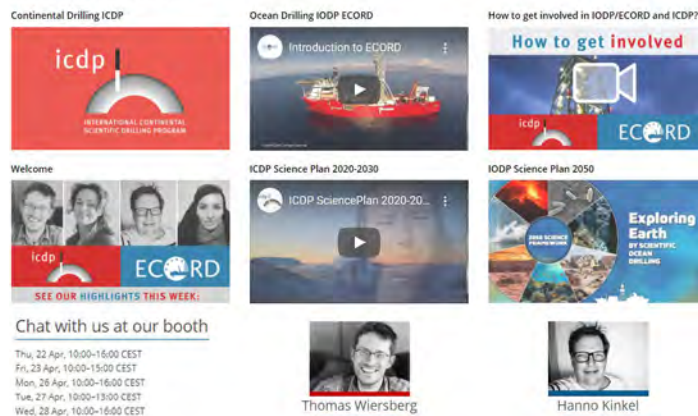 Continental Drilling ICDP
Ocean Drilling IODP ECORD
How to get involved in IODP/ECORD and ICDP?
icdp
INTERNATIONAL CONTINENTAL
SCIENTIFIC DRILLING PROGRAM
Introduction to ECORD
How to get involved
icdp
ECORD
Welcome
ICDP Science Plan 2020-2030
IODP Science Plan 2050
icdp
ECORD
SEE OUR HIGHLIGHTS THIS WEEK:
ICDP SciencePlan 2020-20...
2050 SCIENCE
FRAMEWORK
Exploring
Earth
BY SCIENTIFIC
OCEAN
DRILLING
Chat with us at our booth
Thu, 22 Apr, 10:00–16:00 CEST
Fri, 23 Apr, 10:00–15:00 CEST
Mon, 26 Apr, 10:00–16:00 CEST
Tue, 27 Apr, 10:00–13:00 CEST
Wed, 28 Apr, 10:00–16:00 CEST
Thomas Wiersberg
Hanno Kinkel